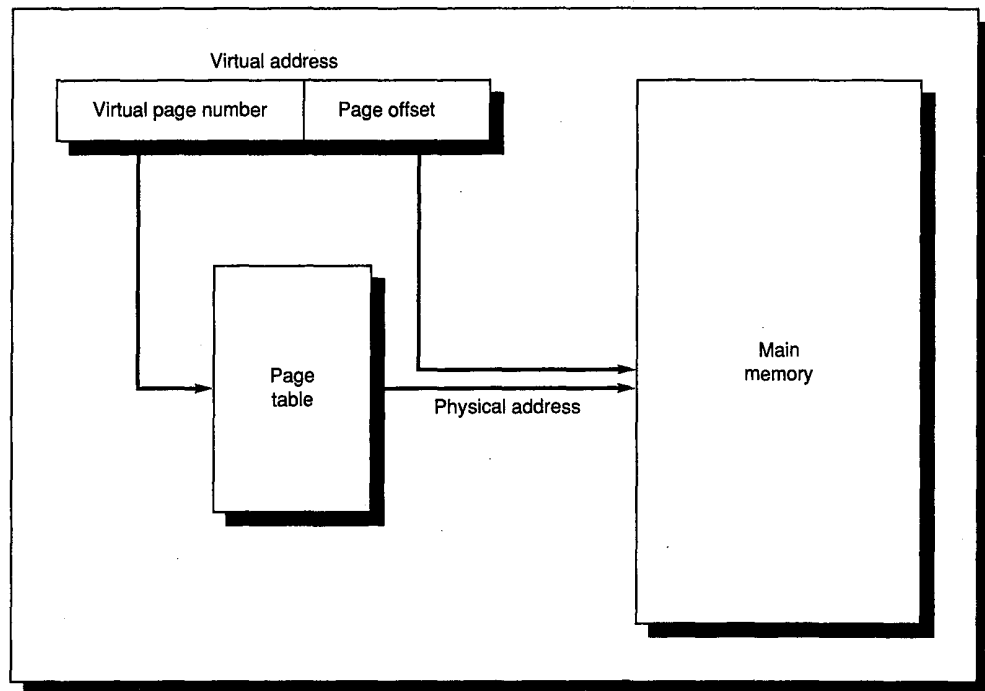 Virtual address
Virtual page number
Page offset
Page
table
Physical address
Main
memory